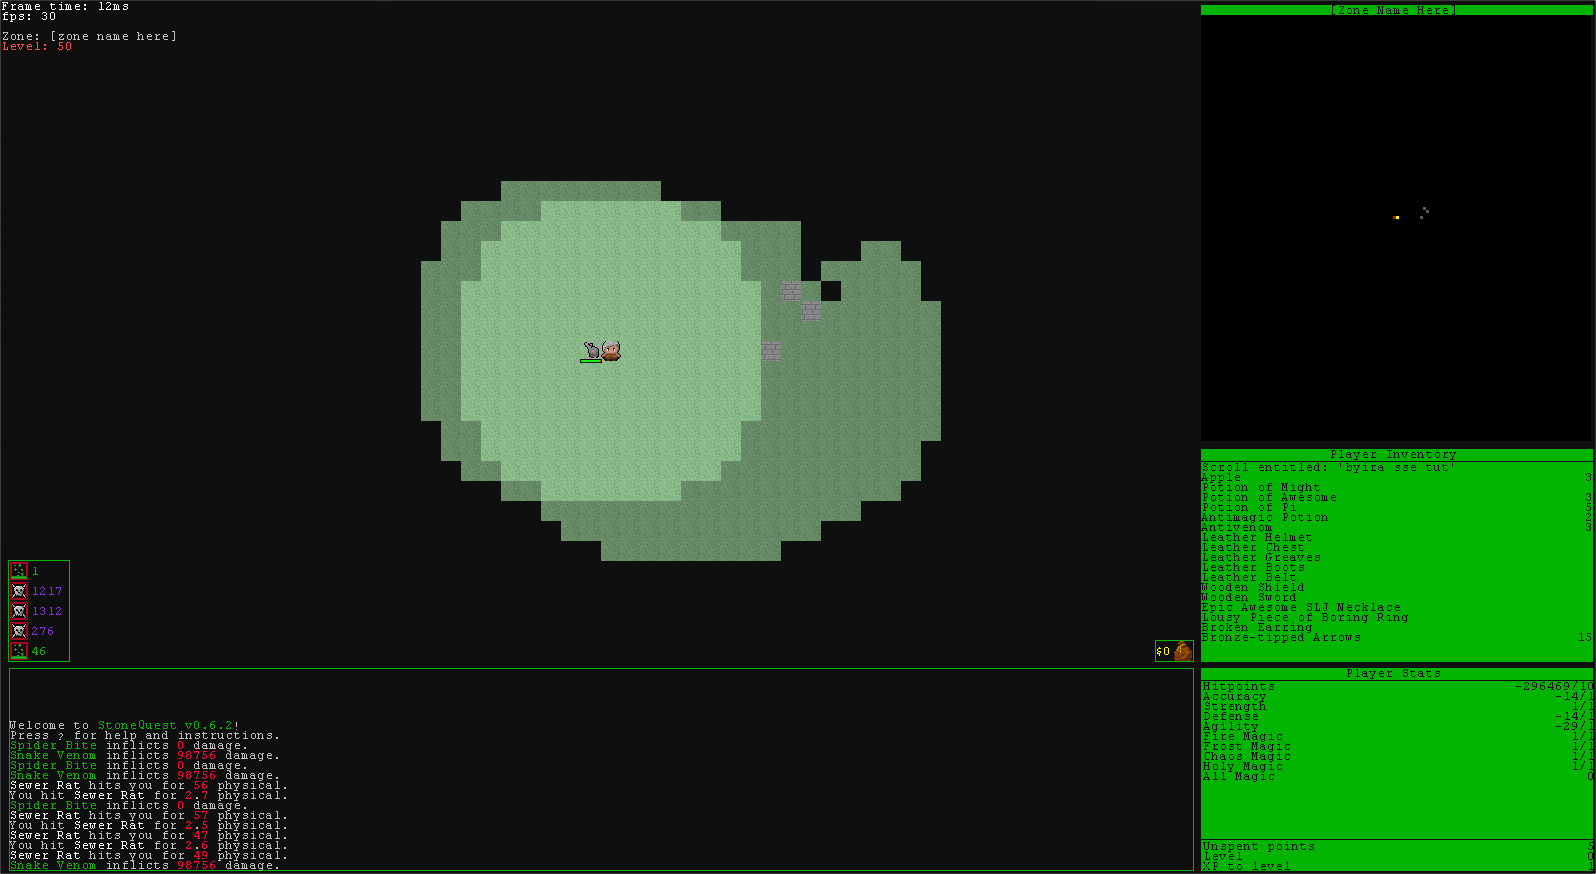 Frame time: 12ms
fps: 30
Zone: [zone name here]
Level: 50
[Zone Name Here]
Player Inventory
Scroll entitled: 'byira sse tut'
Apple 3
Potion of Might
Potion of Awesome 3
Potion of Pi 5
Antimagic Potion 2
Antivenom 3
Leather Helmet
Leather Chest
Leather Greaves
Leather Boots
Leather Belt
Wooden Shield
Wooden Sword
Epic Awesome SLJ Necklace
Lousy Piece of Boring Ring
Broken Earring
Bronze-tipped Arrows 15
1
1217
1312
276
46
$0
Welcome to StoneQuest v0.6.2!
Press ? for help and instructions.
Spider Bite inflicts 0 damage.
Snake Venom inflicts 98756 damage.
Spider Bite inflicts 0 damage.
Snake Venom inflicts 98756 damage.
Sewer Rat hits you for 56 physical.
You hit Sewer Rat for 2.7 physical.
Spider Bite inflicts 0 damage.
Sewer Rat hits you for 57 physical.
You hit Sewer Rat for 2.5 physical.
Sewer Rat hits you for 47 physical.
You hit Sewer Rat for 2.6 physical.
Sewer Rat hits you for 49 physical.
Snake Venom inflicts 98756 damage.
Player Stats
Hitpoints -296469/10
Accuracy -14/1
Strength 1/1
Defense -14/1
Agility -29/1
Fire Magic 1/1
Frost Magic 1/1
Chaos Magic 1/1
Holy Magic 1/1
All Magic 0
Unspent points 5
Level 0
XP to level 1